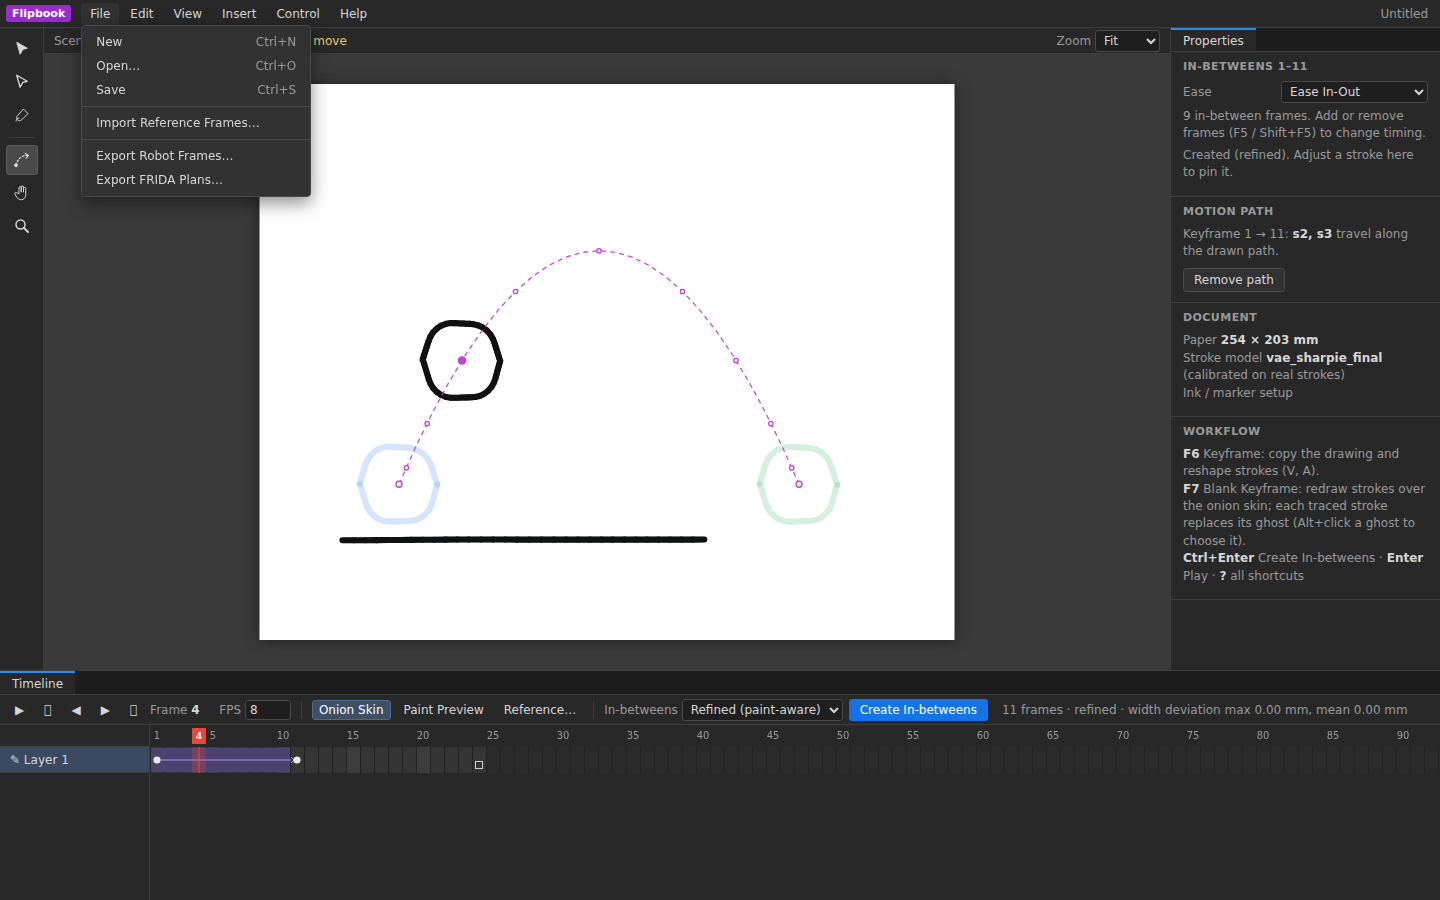 Flipbook File Edit View Insert Control Help Untitled
New Ctrl+N
Open... Ctrl+O
Save Ctrl+S
Import Reference Frames...
Export Robot Frames...
Export FRIDA Plans...
move Zoom Fit
Properties
IN-BETWEENS 1–11
Ease Ease In-Out
9 in-between frames. Add or remove
frames (F5 / Shift+F5) to change timing.
Created (refined). Adjust a stroke here
to pin it.
MOTION PATH
Keyframe 1 → 11: s2, s3 travel along
the drawn path.
Remove path
DOCUMENT
Paper 254 × 203 mm
Stroke model vae_sharpie_final
(calibrated on real strokes)
Ink / marker setup
WORKFLOW
F6 Keyframe: copy the drawing and
reshape strokes (V, A).
F7 Blank Keyframe: redraw strokes over
the onion skin; each traced stroke
replaces its ghost (Alt+click a ghost to
choose it).
Ctrl+Enter Create In-betweens · Enter
Play · ? all shortcuts
Timeline
Frame 4 FPS 8 Onion Skin Paint Preview Reference... In-betweens Refined (paint-aware) Create In-betweens 11 frames · refined · width deviation max 0.00 mm, mean 0.00 mm
1 4 5 10 15 20 25 30 35 40 45 50 55 60 65 70 75 80 85 90
Layer 1